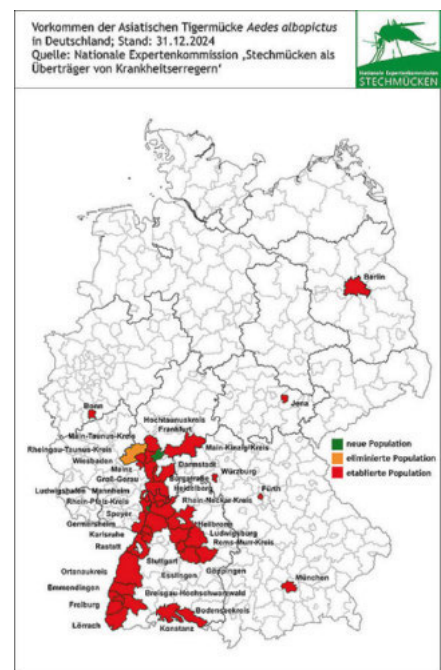 Vorkommen der Asiatischen Tigermücke Aedes albopictus
in Deutschland; Stand: 31.12.2024
Quelle: Nationale Expertenkommission ‚Stechmücken als
Überträger von Krankheitserregern‘
Nationale Expertenkommission
STECHMÜCKEN
Berlin
Bonn
Jena
Hochtaunuskreis
Frankfurt
Main-Taunus-Kreis
Main-Kinzig-Kreis
Rheingau-Taunus-Kreis
Wiesbaden
Mainz
Darmstadt
Würzburg
Groß-Gerau
Bergstraße
Fürth
Ludwigshafen
Mannheim
Heidelberg
Rhein-Pfalz-Kreis
Rhein-Neckar-Kreis
Speyer
Germersheim
Heilbronn
Karlsruhe
Ludwigsburg
Rastatt
Rems-Murr-Kreis
Stuttgart
Göppingen
Ortenaukreis
Esslingen
München
Emmendingen
Breisgau-Hochschwarzwald
Freiburg
Bodenseekreis
Lörrach
Konstanz
neue Population
eliminierte Population
etablierte Population